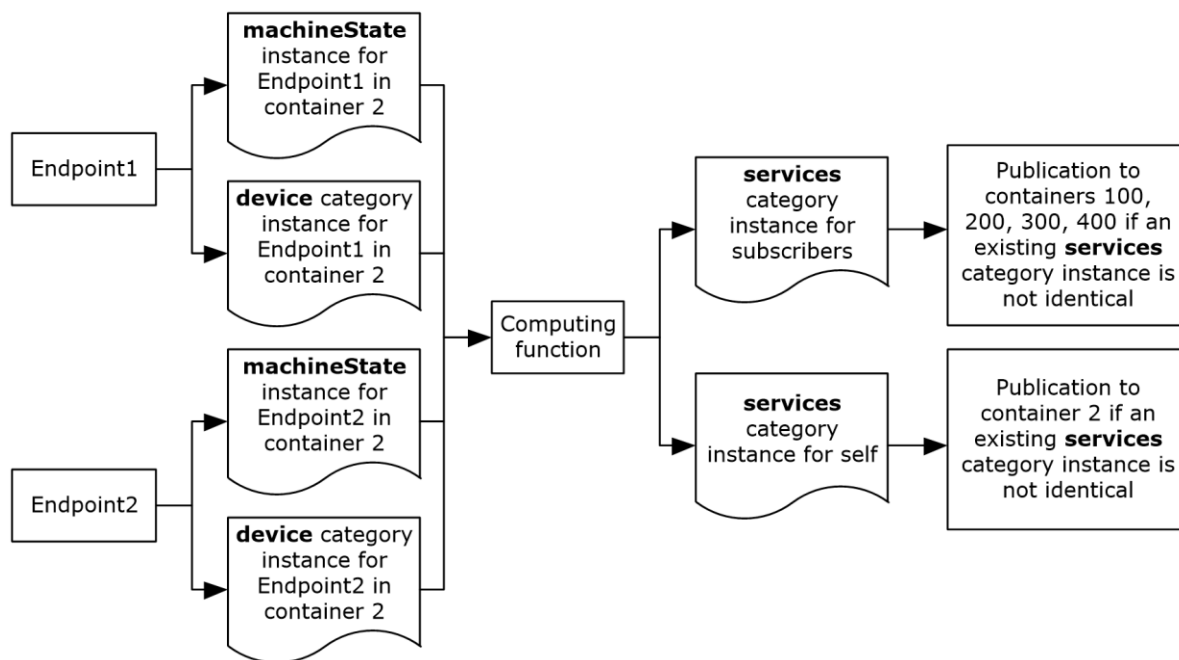 Endpoint1
machineState
instance for
Endpoint1 in
container 2
device category
instance for
Endpoint1 in
container 2
Endpoint2
machineState
instance for
Endpoint2 in
container 2
device category
instance for
Endpoint2 in
container 2
Computing
function
services
category
instance for
subscribers
Publication to
containers 100,
200, 300, 400 if an
existing services
category instance is
not identical
services
category
instance for self
Publication to
container 2 if an
existing services
category instance is
not identical